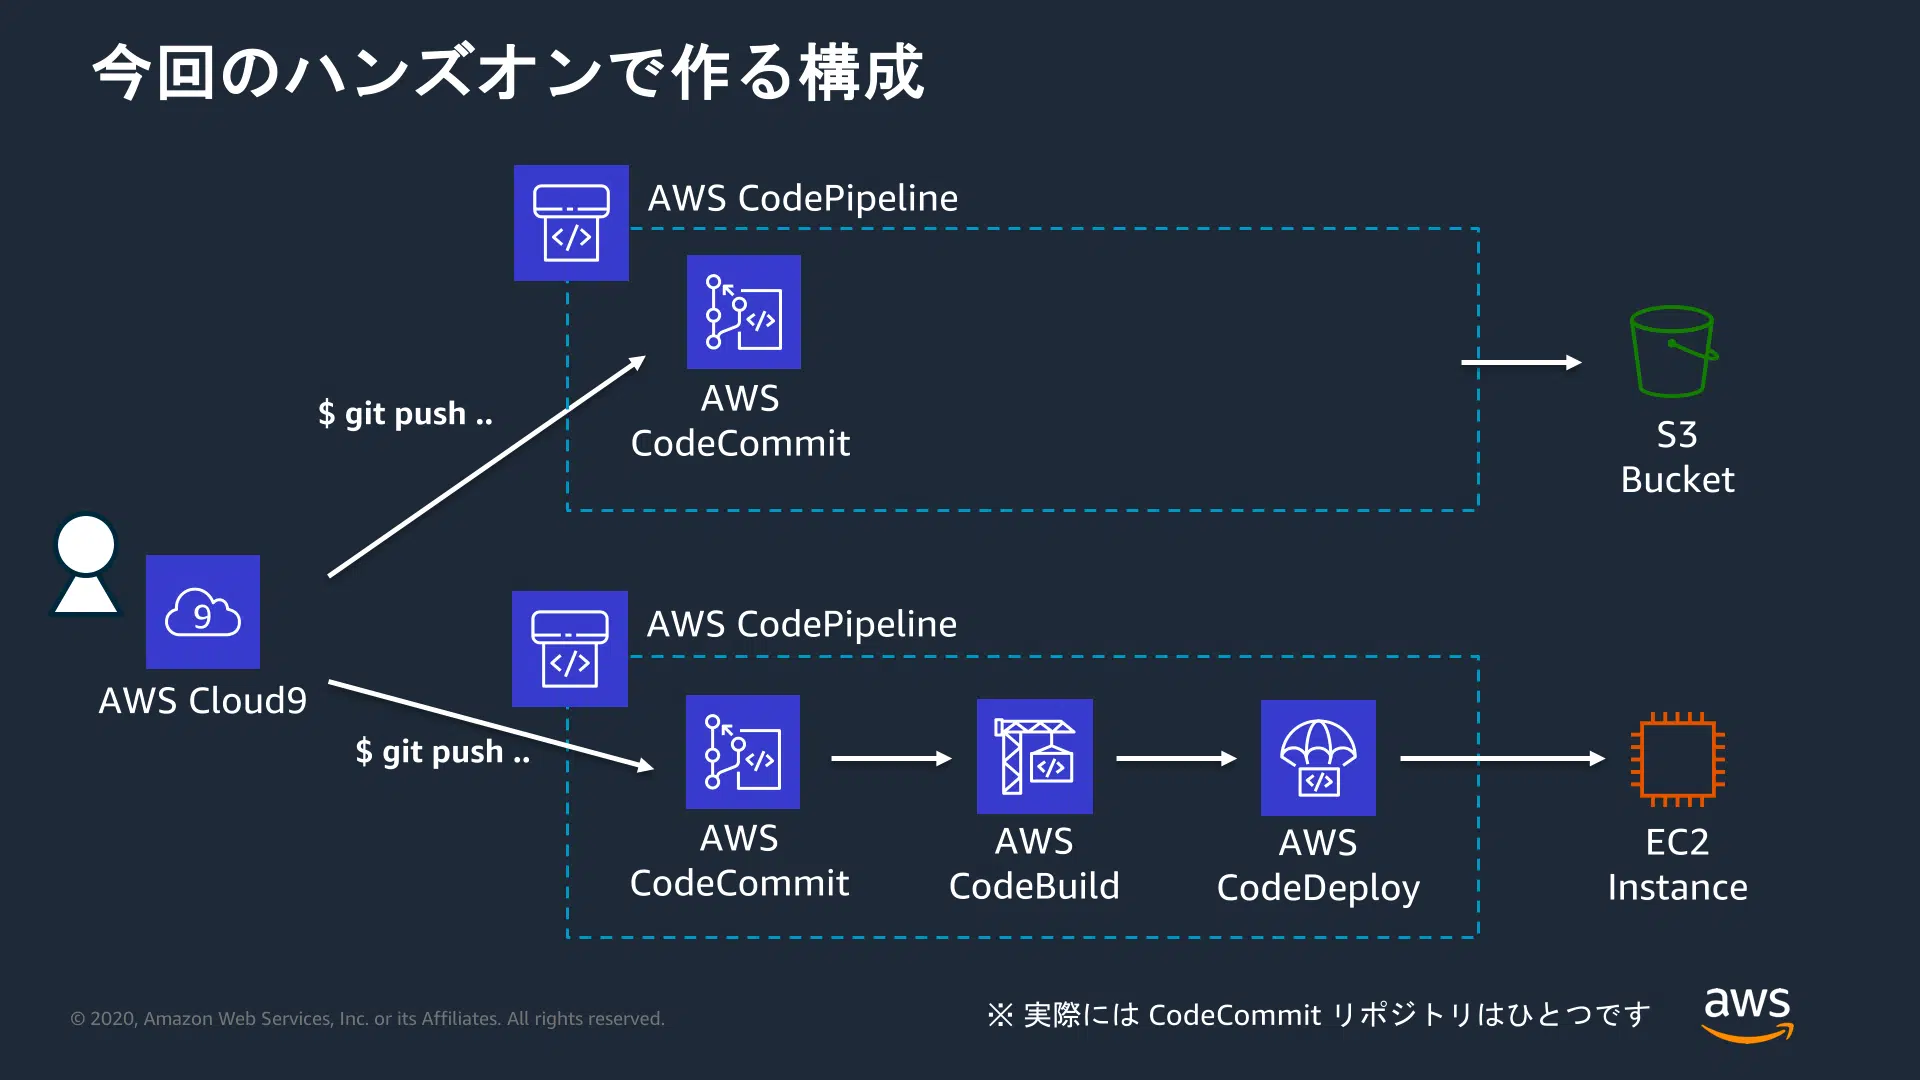 今回のハンズオンで作る構成
AWS CodePipeline
</>
</>
AWS
CodeCommit
$ git push ..
S3
Bucket
9
AWS Cloud9
$ git push ..
AWS CodePipeline
</>
</>
AWS
CodeCommit
</>
AWS
CodeBuild
</>
AWS
CodeDeploy
EC2
Instance
© 2020, Amazon Web Services, Inc. or its Affiliates. All rights reserved.
※ 実際には CodeCommit リポジトリはひとつです
aws